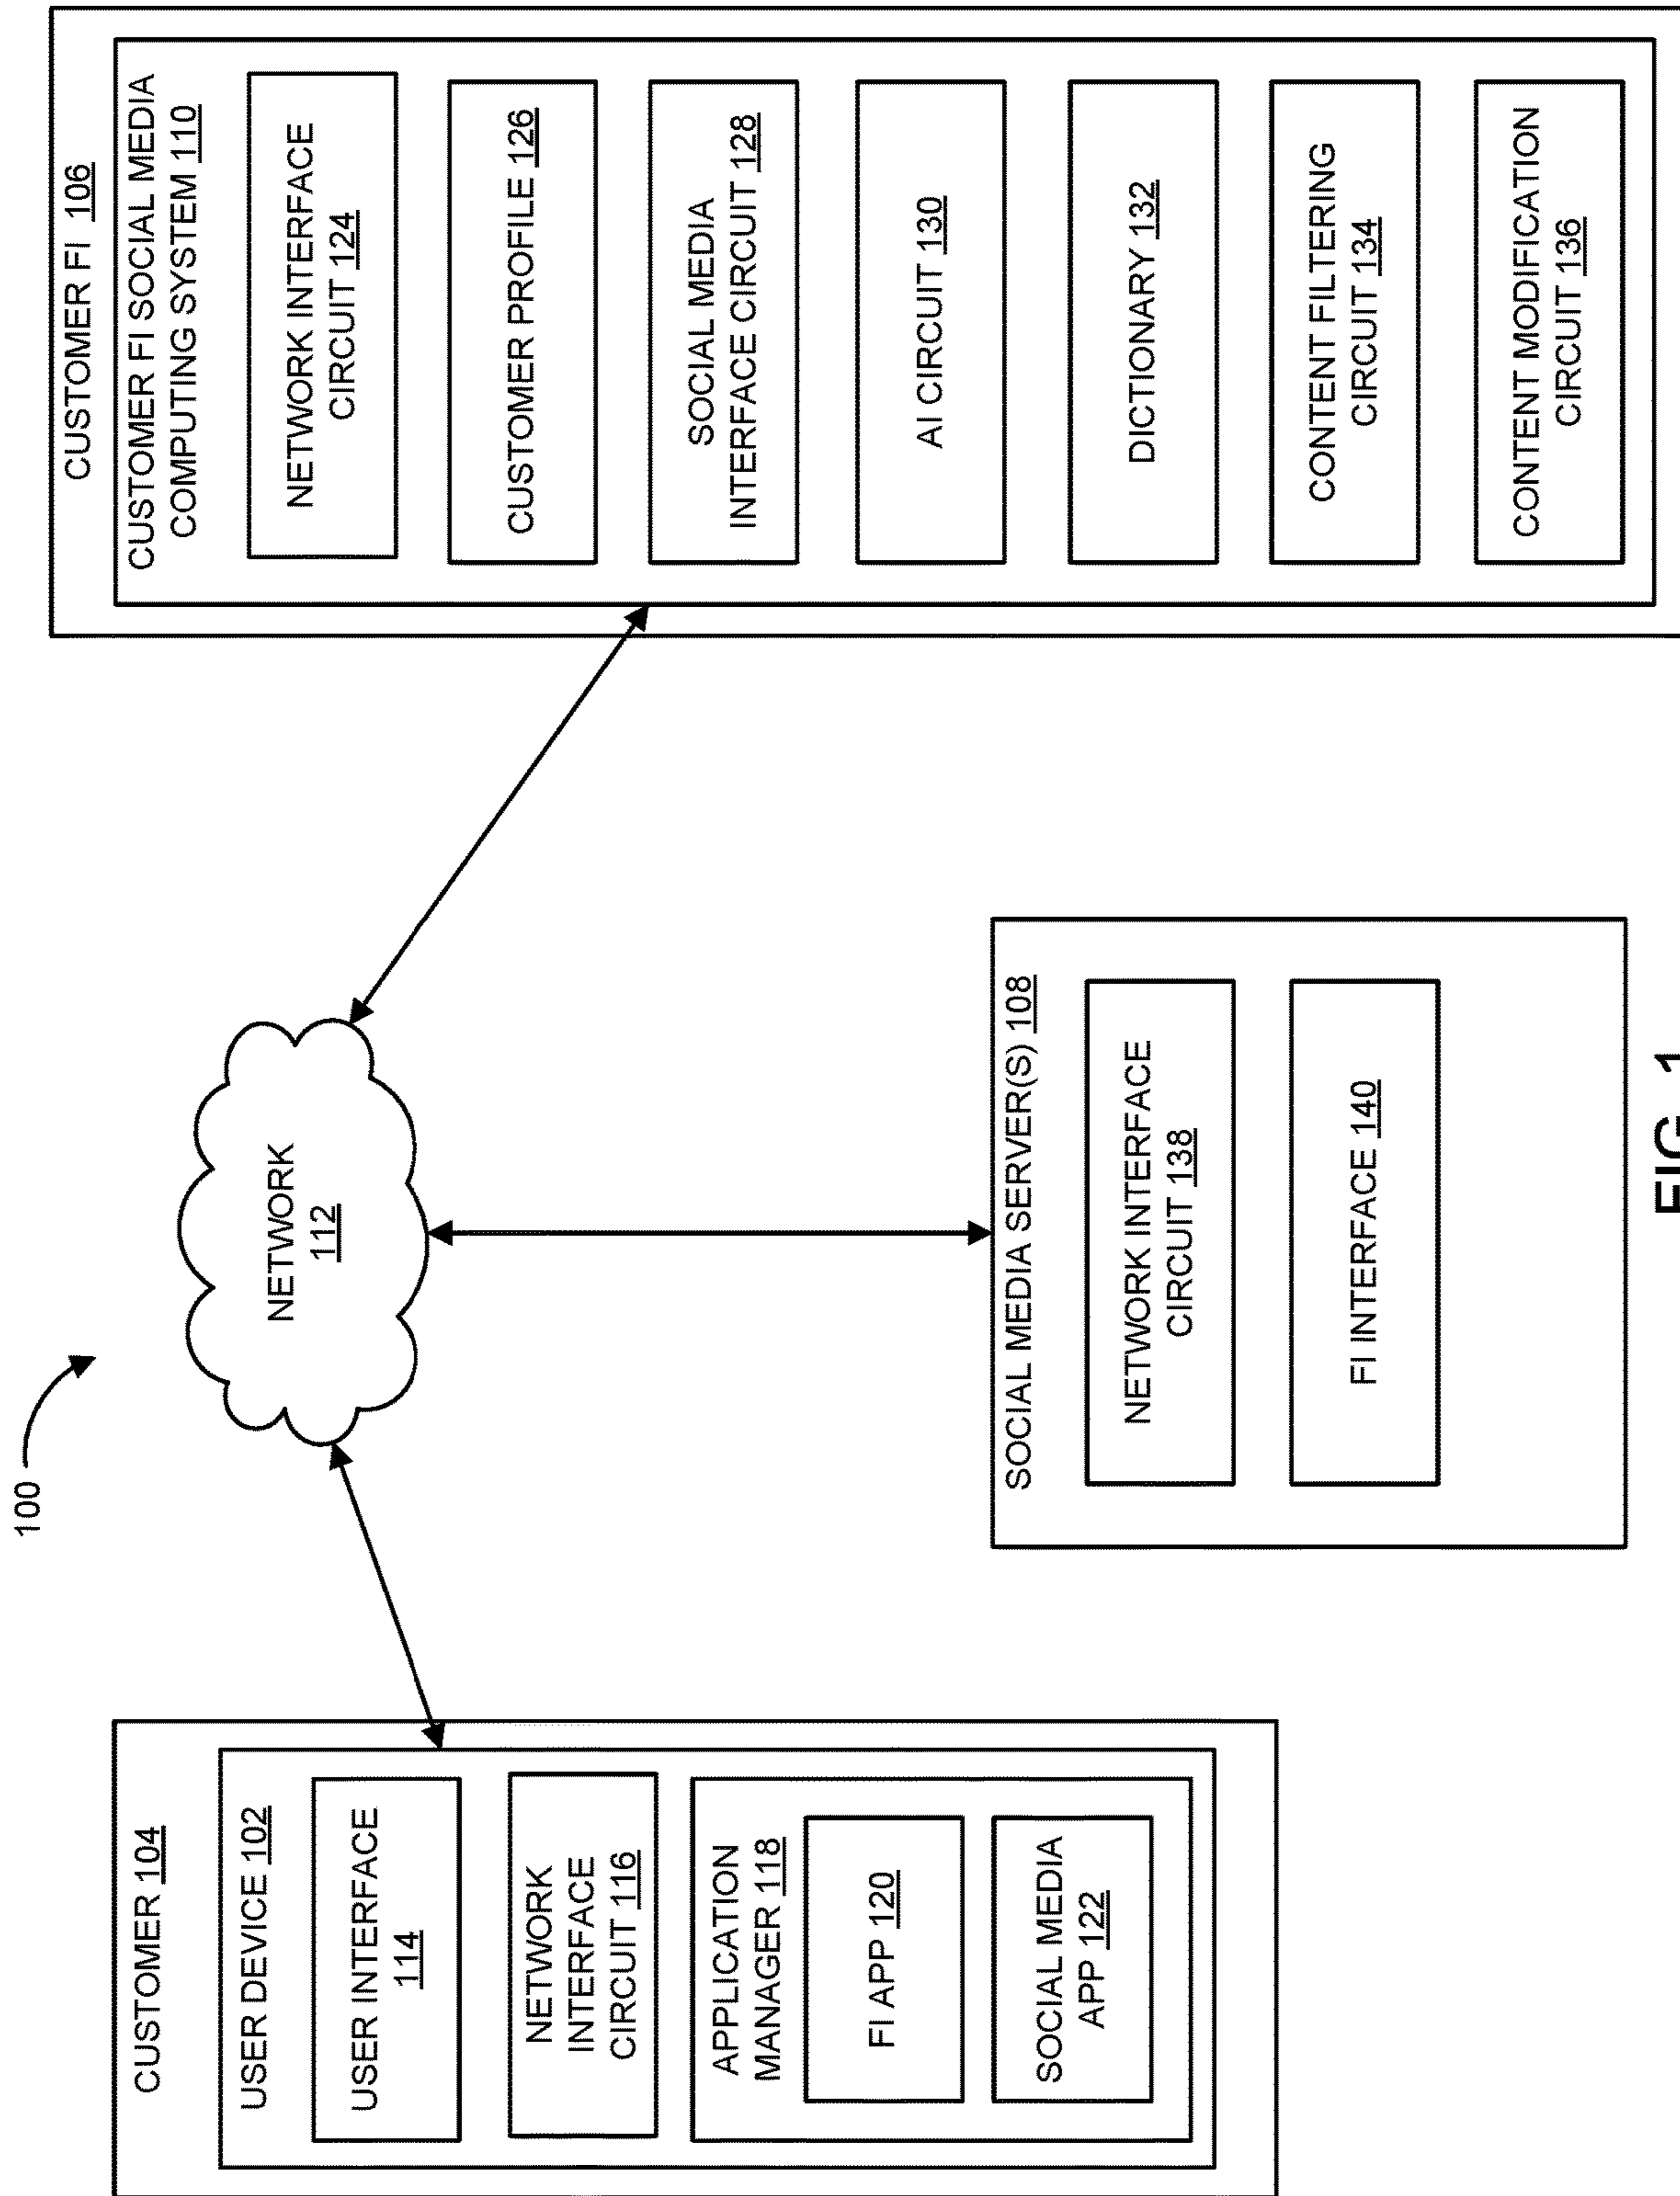 100
CUSTOMER 104
USER DEVICE 102
USER INTERFACE
114
NETWORK
INTERFACE
CIRCUIT 116
APPLICATION
MANAGER 118
FI APP 120
SOCIAL MEDIA
APP 122
NETWORK
112
SOCIAL MEDIA SERVER(S) 108
NETWORK INTERFACE
CIRCUIT 138
FI INTERFACE 140
CUSTOMER FI 106
CUSTOMER FI SOCIAL MEDIA
COMPUTING SYSTEM 110
NETWORK INTERFACE
CIRCUIT 124
CUSTOMER PROFILE 126
SOCIAL MEDIA
INTERFACE CIRCUIT 128
AI CIRCUIT 130
DICTIONARY 132
CONTENT FILTERING
CIRCUIT 134
CONTENT MODIFICATION
CIRCUIT 136
FIG. 1